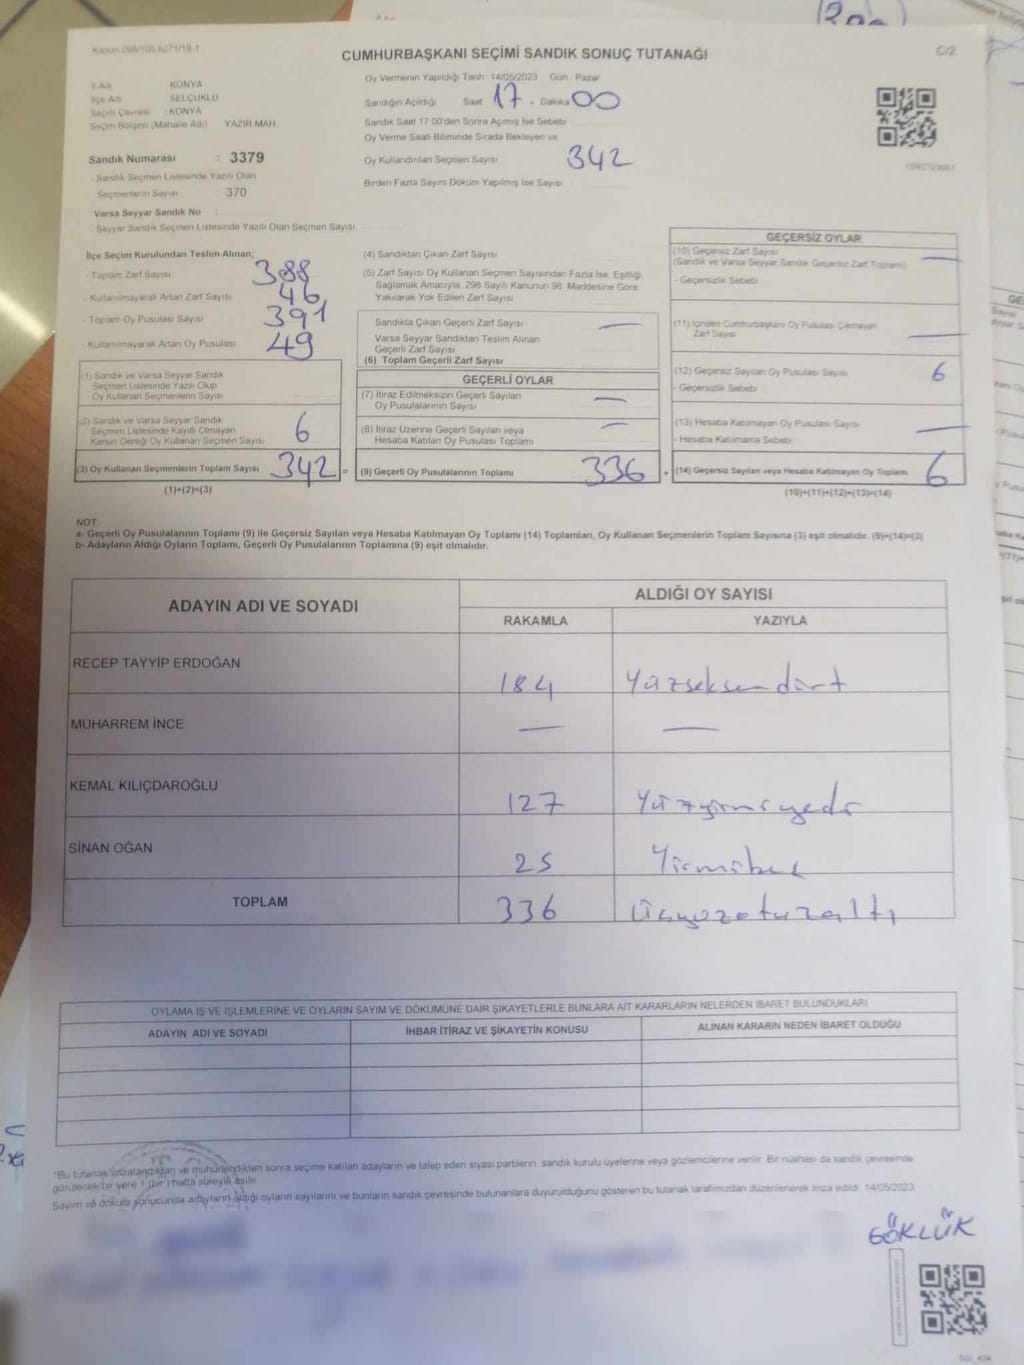 Kanun 298/105,6271/18-1
C/2
CUMHURBAŞKANI SEÇİMİ SANDIK SONUÇ TUTANAĞI
İl Adı : KONYA
İlçe Adı : SELÇUKLU
Seçim Çevresi : KONYA
Seçim Bölgesi (Mahalle Adı) : YAZIR MAH.
Sandık Numarası : 3379
- Sandık Seçmen Listesinde Yazılı Olan
Seçmenlerin Sayısı : 370
Varsa Seyyar Sandık No :
- Seyyar Sandık Seçmen Listesinde Yazılı Olan Seçmen Sayısı
Oy Vermenin Yapıldığı Tarih : 14/05/2023 Gün : Pazar
Sandığın Açıldığı Saat 17 - Dakika 00
Sandık Saat 17:00'den Sonra Açılmış İse Sebebi
Oy Verme Saati Bitiminde Sırada Bekleyen ve
Oy Kullandırılan Seçmen Sayısı 342
Birden Fazla Sayım Döküm Yapılmış İse Sayısı
İlçe Seçim Kurulundan Teslim Alınan;
- Toplam Zarf Sayısı 388
- Kullanılmayarak Artan Zarf Sayısı 46
- Toplam Oy Pusulası Sayısı 391
- Kullanılmayarak Artan Oy Pusulası 49
(1) Sandık ve Varsa Seyyar Sandık
Seçmen Listesinde Yazılı Olup
Oy Kullanan Seçmenlerin Sayısı
(2) Sandık ve Varsa Seyyar Sandık
Seçmen Listesinde Kayıtlı Olmayan
Kanun Gereği Oy Kullanan Seçmen Sayısı 6
(3) Oy Kullanan Seçmenlerin Toplam Sayısı 342 =
(1)+(2)=(3)
(4) Sandıktan Çıkan Zarf Sayısı
(5) Zarf Sayısı Oy Kullanan Seçmen Sayısından Fazla İse, Eşitliği
Sağlamak Amacıyla, 298 Sayılı Kanunun 98. Maddesine Göre
Yakılarak Yok Edilen Zarf Sayısı
Sandıkta Çıkan Geçerli Zarf Sayısı —
Varsa Seyyar Sandıktan Teslim Alınan
Geçerli Zarf Sayısı
(6) Toplam Geçerli Zarf Sayısı
GEÇERLİ OYLAR
(7) İtiraz Edilmeksizin Geçerli Sayılan —
Oy Pusulalarının Sayısı
(8) İtiraz Üzerine Geçerli Sayılan veya —
Hesaba Katılan Oy Pusulası Toplamı
(9) Geçerli Oy Pusulalarının Toplamı 336 +
GEÇERSİZ OYLAR
(10) Geçersiz Zarf Sayısı —
(Sandık ve Varsa Seyyar Sandık Geçersiz Zarf Toplamı)
- Geçersizlik Sebebi
(11) İçinden Cumhurbaşkanı Oy Pusulası Çıkmayan
Zarf Sayısı —
(12) Geçersiz Sayılan Oy Pusulası Sayısı 6
- Geçersizlik Sebebi
(13) Hesaba Katılmayan Oy Pusulası Sayısı —
- Hesaba Katılmama Sebebi
(14) Geçersiz Sayılan veya Hesaba Katılmayan Oy Toplamı 6
(10)+(11)+(12)+(13)=(14)
NOT:
a- Geçerli Oy Pusulalarının Toplamı (9) ile Geçersiz Sayılan veya Hesaba Katılmayan Oy Toplamı (14) Toplamları, Oy Kullanan Seçmenlerin Toplam Sayısına (3) eşit olmalıdır. (9)+(14)=(3)
b- Adayların Aldığı Oyların Toplamı, Geçerli Oy Pusulalarının Toplamına (9) eşit olmalıdır.
ADAYIN ADI VE SOYADI
ALDIĞI OY SAYISI
RAKAMLA YAZIYLA
RECEP TAYYİP ERDOĞAN 184 Yüzseksendört
MUHARREM İNCE — —
KEMAL KILIÇDAROĞLU 127 Yüzyirmiyedi
SİNAN OĞAN 25 Yirmibeş
TOPLAM 336 Üçyüzotuzaltı
OYLAMA İŞ VE İŞLEMLERİNE VE OYLARIN SAYIM VE DÖKÜMÜNE DAİR ŞİKAYETLERLE BUNLARA AİT KARARLARIN NELERDEN İBARET BULUNDUKLARI
ADAYIN ADI VE SOYADI İHBAR İTİRAZ VE ŞİKAYETİN KONUSU ALINAN KARARIN NEDEN İBARET OLDUĞU
*Bu tutanak imzalandıktan ve mühürlendikten sonra seçime katılan adayların ve talep eden siyasi partilerin sandık kurulu üyelerine veya gözlemcilerine verilir. Bir nüshası da sandık çevresinde
görülecek bir yere 1 (bir) hafta süreyle asılır.
Sayım ve döküm sonucunda adayların aldığı oyların sayılarını ve bunların sandık çevresinde bulunanlara duyurulduğunu gösteren bu tutanak tarafımızdan düzenlenerek imza edildi. 14/05/2023
GÖKLÜK